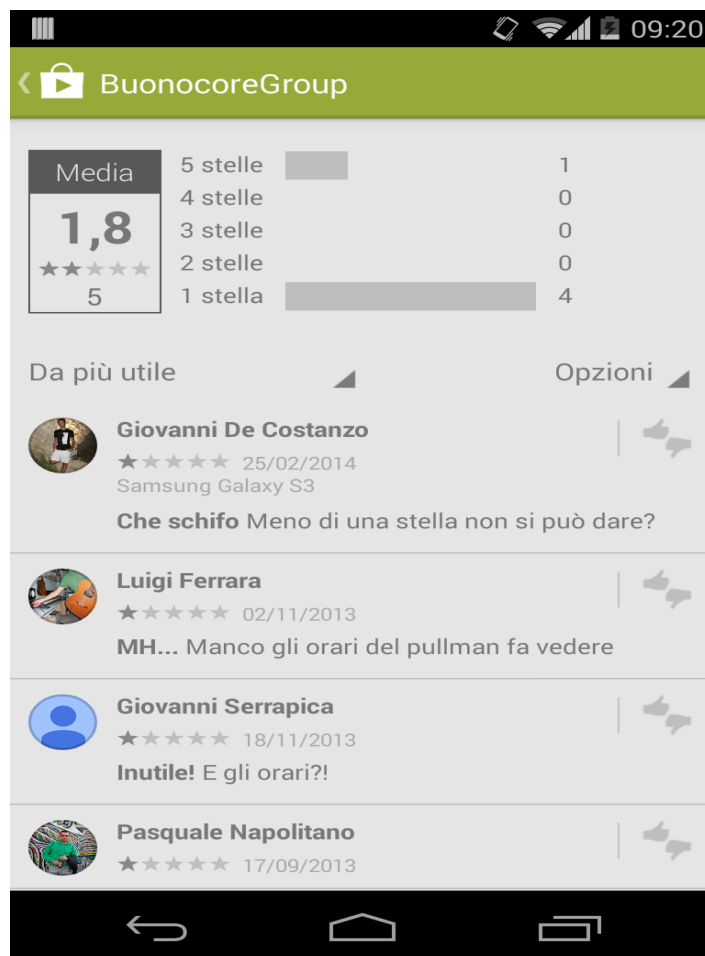 09:20
BuonocoreGroup
Media
1,8
5
5 stelle 1
4 stelle 0
3 stelle 0
2 stelle 0
1 stella 4
Da più utile Opzioni
Giovanni De Costanzo
25/02/2014
Samsung Galaxy S3
Che schifo Meno di una stella non si può dare?
Luigi Ferrara
02/11/2013
MH... Manco gli orari del pullman fa vedere
Giovanni Serrapica
18/11/2013
Inutile! E gli orari?!
Pasquale Napolitano
17/09/2013